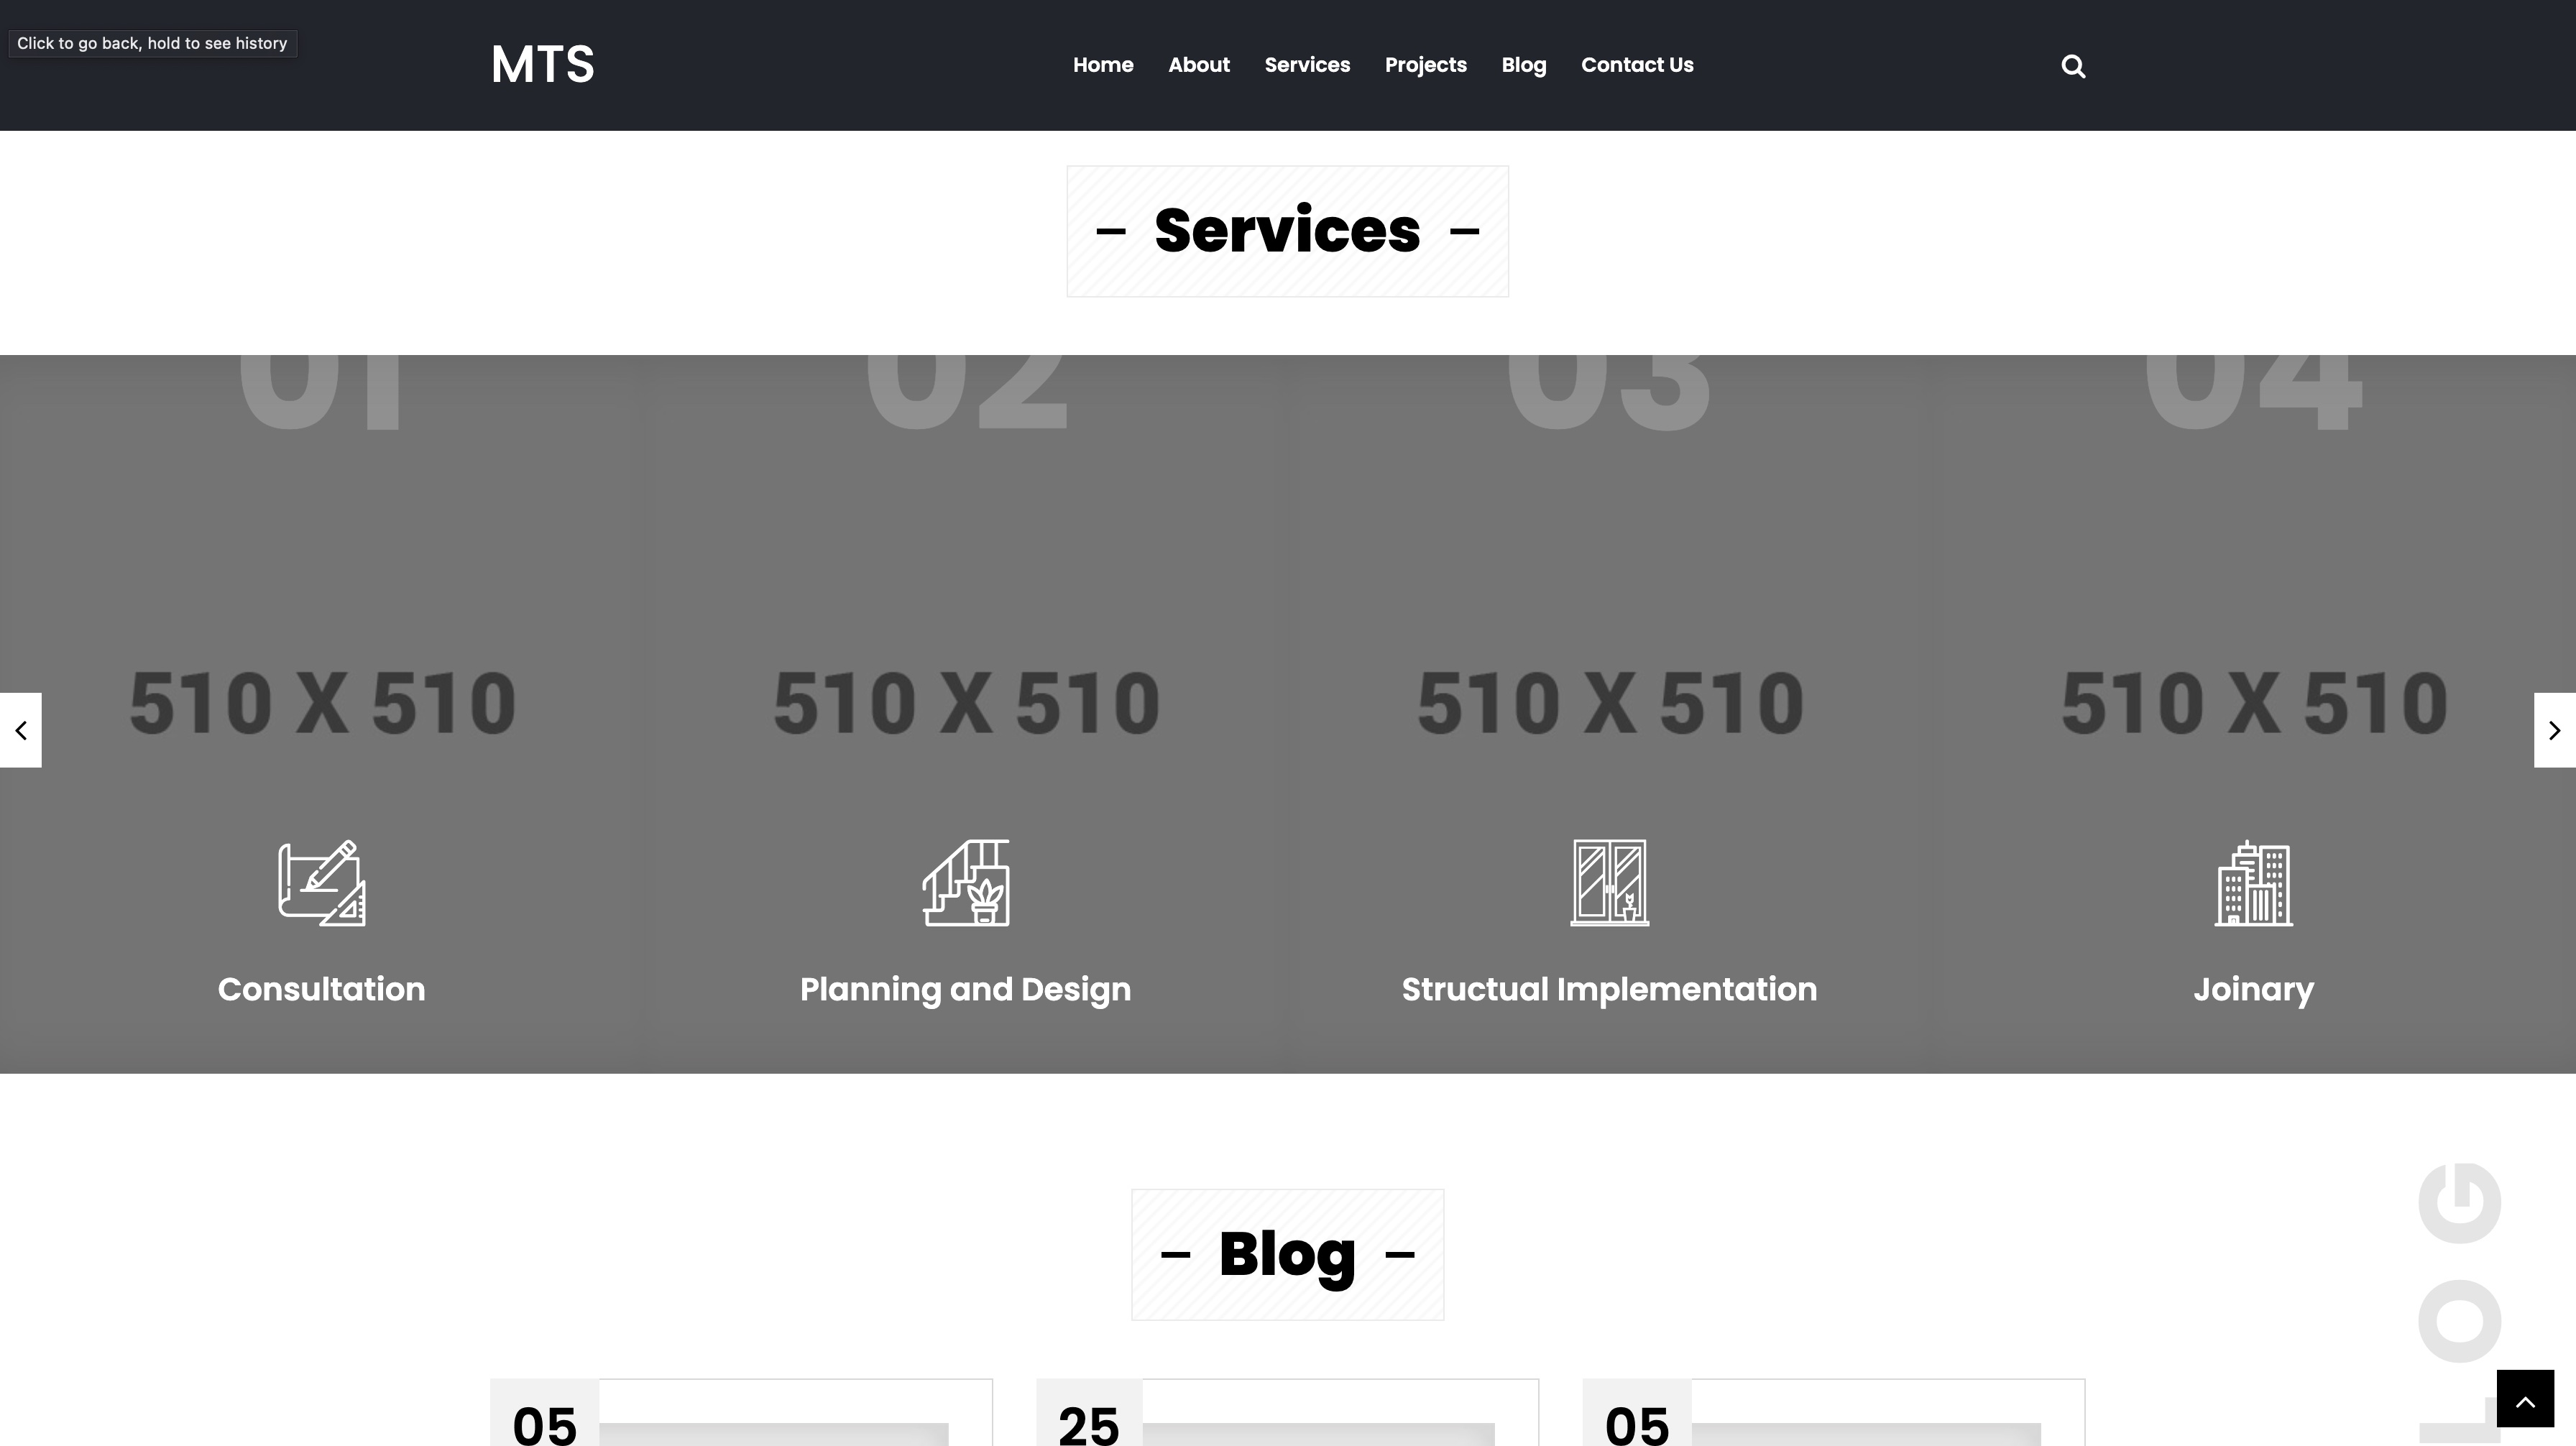 Click to go back, hold to see history
MTS
Home About Services Projects Blog Contact Us
– Services –
01 02 03 04
510 X 510 510 X 510 510 X 510 510 X 510
Consultation Planning and Design Structual Implementation Joinary
– Blog –
LOG
05 25 05